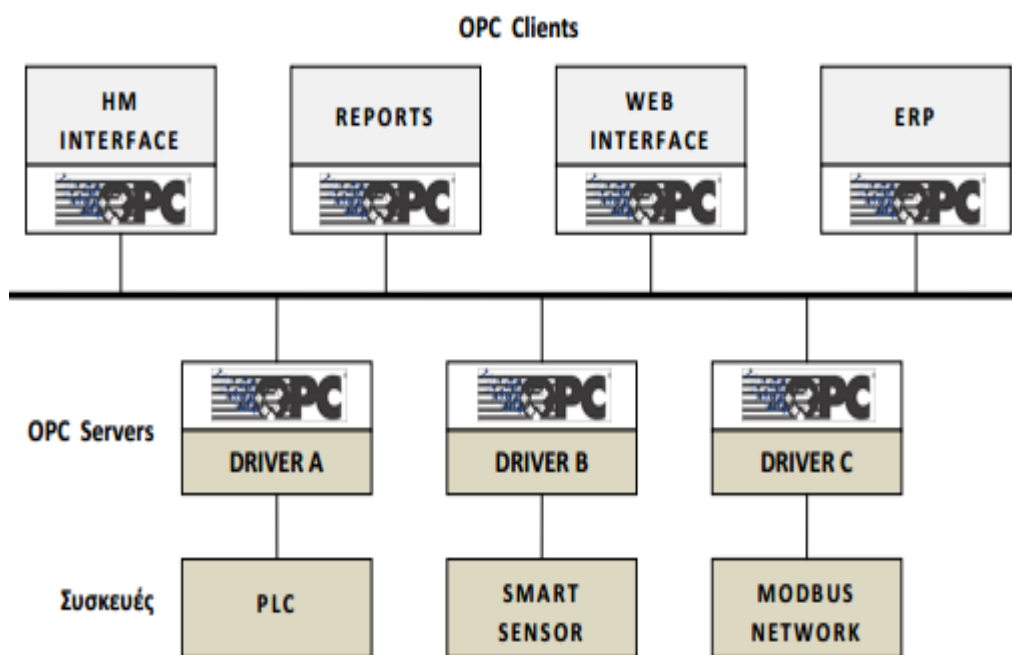 OPC Clients
HM
INTERFACE
REPORTS
WEB
INTERFACE
ERP
OPC
OPC
OPC
OPC
OPC
OPC
OPC
OPC Servers
DRIVER A
DRIVER B
DRIVER C
Συσκευές
PLC
SMART
SENSOR
MODBUS
NETWORK